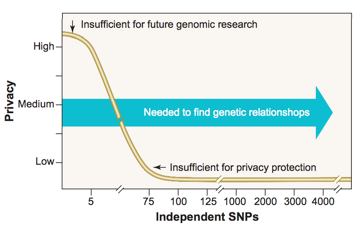 Insufficient for future genomic research
High
Privacy
Medium
Needed to find genetic relationships
Low
Insufficient for privacy protection
5 75 100 125 1000 2000 3000 4000
Independent SNPs